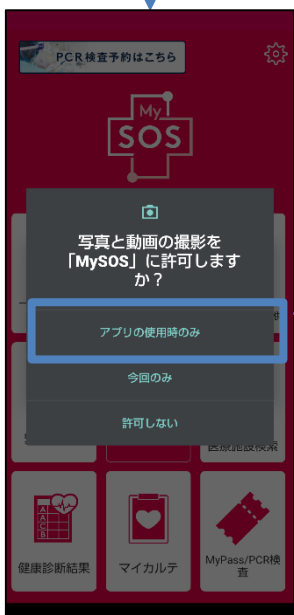 PCR検査予約はこちら
My
SOS
写真と動画の撮影を
「MySOS」に許可します
か？
アプリの使用時のみ
今回のみ
許可しない
医療施設検索
健康診断結果
マイカルテ
MyPass/PCR検
査